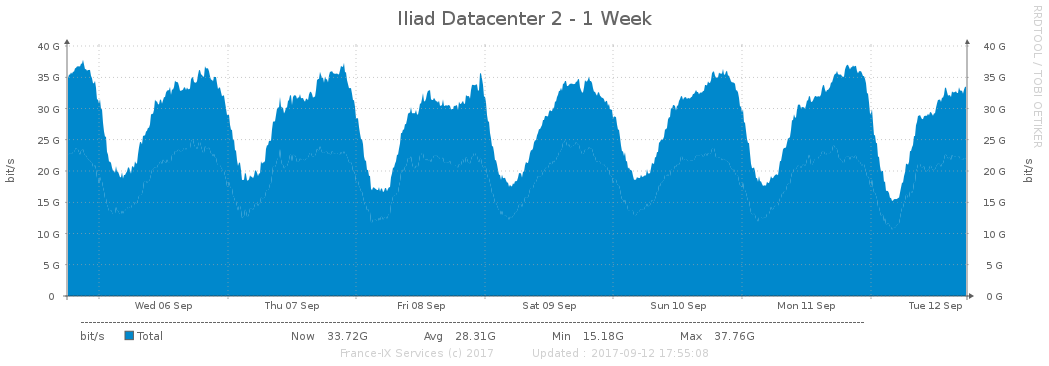 Iliad Datacenter 2 - 1 Week
RRDTOOL / TOBI OETIKER
bit/s
40 G 40 G
35 G 35 G
30 G 30 G
25 G 25 G
20 G 20 G
15 G 15 G
10 G 10 G
5 G 5 G
0 0 G
bit/s
Wed 06 Sep Thu 07 Sep Fri 08 Sep Sat 09 Sep Sun 10 Sep Mon 11 Sep Tue 12 Sep
bit/s Total Now 33.72G Avg 28.31G Min 15.18G Max 37.76G
France-IX Services (c) 2017 Updated : 2017-09-12 17:55:08